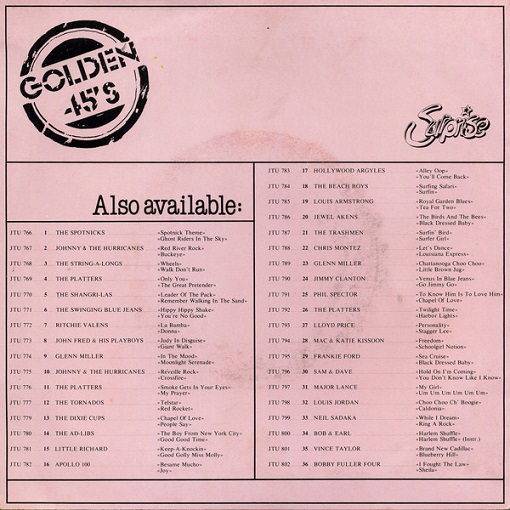 GOLDEN
45'S
Surprise
Also available:
JTU 766 1 THE SPOTNICKS «Spotnick Theme»
«Ghost Riders In The Sky»
JTU 767 2 JOHNNY & THE HURRICANES «Red River Rock»
«Buckeye»
JTU 768 3 THE STRING-A-LONGS «Wheels»
«Walk Don't Run»
JTU 769 4 THE PLATTERS «Only You»
«The Great Pretender»
JTU 770 5 THE SHANGRI-LAS «Leader Of The Pack»
«Remember Walking In The Sand»
JTU 771 6 THE SWINGING BLUE JEANS «Hippy Hippy Shake»
«You're No Good»
JTU 772 7 RITCHIE VALENS «La Bamba»
«Donna»
JTU 773 8 JOHN FRED & HIS PLAYBOYS «Judy In Disguise»
«Giant Walk»
JTU 774 9 GLENN MILLER «In The Mood»
«Moonlight Serenade»
JTU 775 10 JOHNNY & THE HURRICANES «Reveille Rock»
«Crossfire»
JTU 776 11 THE PLATTERS «Smoke Gets In Your Eyes»
«My Prayer»
JTU 777 12 THE TORNADOS «Telstar»
«Red Rocket»
JTU 779 13 THE DIXIE CUPS «Chapel Of Love»
«People Say»
JTU 780 14 THE AD-LIBS «The Boy From New York City»
«Good Good Time»
JTU 781 15 LITTLE RICHARD «Keep-A-Knockin»
«Good Golly Miss Molly»
JTU 782 16 APOLLO 100 «Besame Mucho»
«Joy»
JTU 783 17 HOLLYWOOD ARGYLES «Alley Oop»
«You'll Come Back»
JTU 784 18 THE BEACH BOYS «Surfing Safari»
«Surfin»
JTU 785 19 LOUIS ARMSTRONG «Royal Garden Blues»
«Tea For Two»
JTU 786 20 JEWEL AKENS «The Birds And The Bees»
«Black Dressed Baby»
JTU 787 21 THE TRASHMEN «Surfin' Bird»
«Surfer Girl»
JTU 788 22 CHRIS MONTEZ «Let's Dance»
«Louisiana Express»
JTU 789 23 GLENN MILLER «Chattanooga Choo Choo»
«Little Brown Jug»
JTU 790 24 JIMMY CLANTON «Venus In Blue Jeans»
«Go Jimmy Go»
JTU 791 25 PHIL SPECTOR «To Know Him Is To Love Him»
«Chapel Of Love»
JTU 792 26 THE PLATTERS «Twilight Time»
«Harbor Lights»
JTU 793 27 LLOYD PRICE «Personality»
«Stagger Lee»
JTU 794 28 MAC & KATIE KISSOON «Freedom»
«Schoolgirl Notion»
JTU 795 29 FRANKIE FORD «Sea Cruise»
«Black Dressed Baby»
JTU 796 30 SAM & DAVE «Hold On I'm Coming»
«You Don't Know Like I Know»
JTU 797 31 MAJOR LANCE «My Girl»
«Um Um Um Um Um Um»
JTU 798 32 LOUIS JORDAN «Choo Choo Ch' Boogie»
«Caldonia»
JTU 799 33 NEIL SADAKA «While I Dream»
«Ring A Rock»
JTU 800 34 BOB & EARL «Harlem Shuffle»
«Harlem Shuffle» (Instr.)
JTU 801 35 VINCE TAYLOR «Brand New Cadillac»
«Blueberry Hill»
JTU 802 36 BOBBY FULLER FOUR «I Fought The Law»
«Sheila»